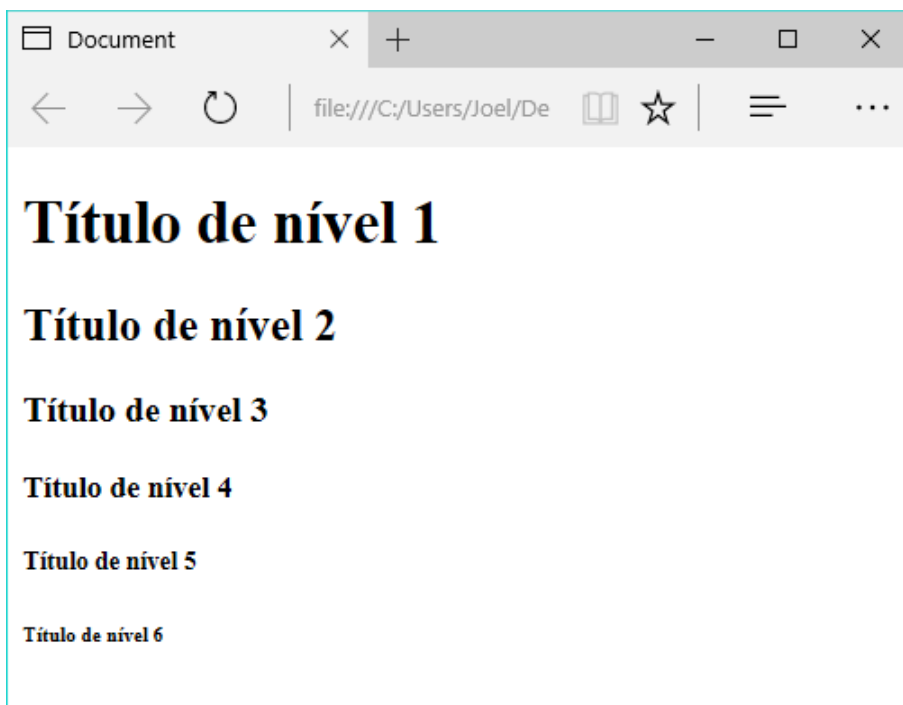 Document
file:///C:/Users/Joel/De
Título de nível 1
Título de nível 2
Título de nível 3
Título de nível 4
Título de nível 5
Título de nível 6